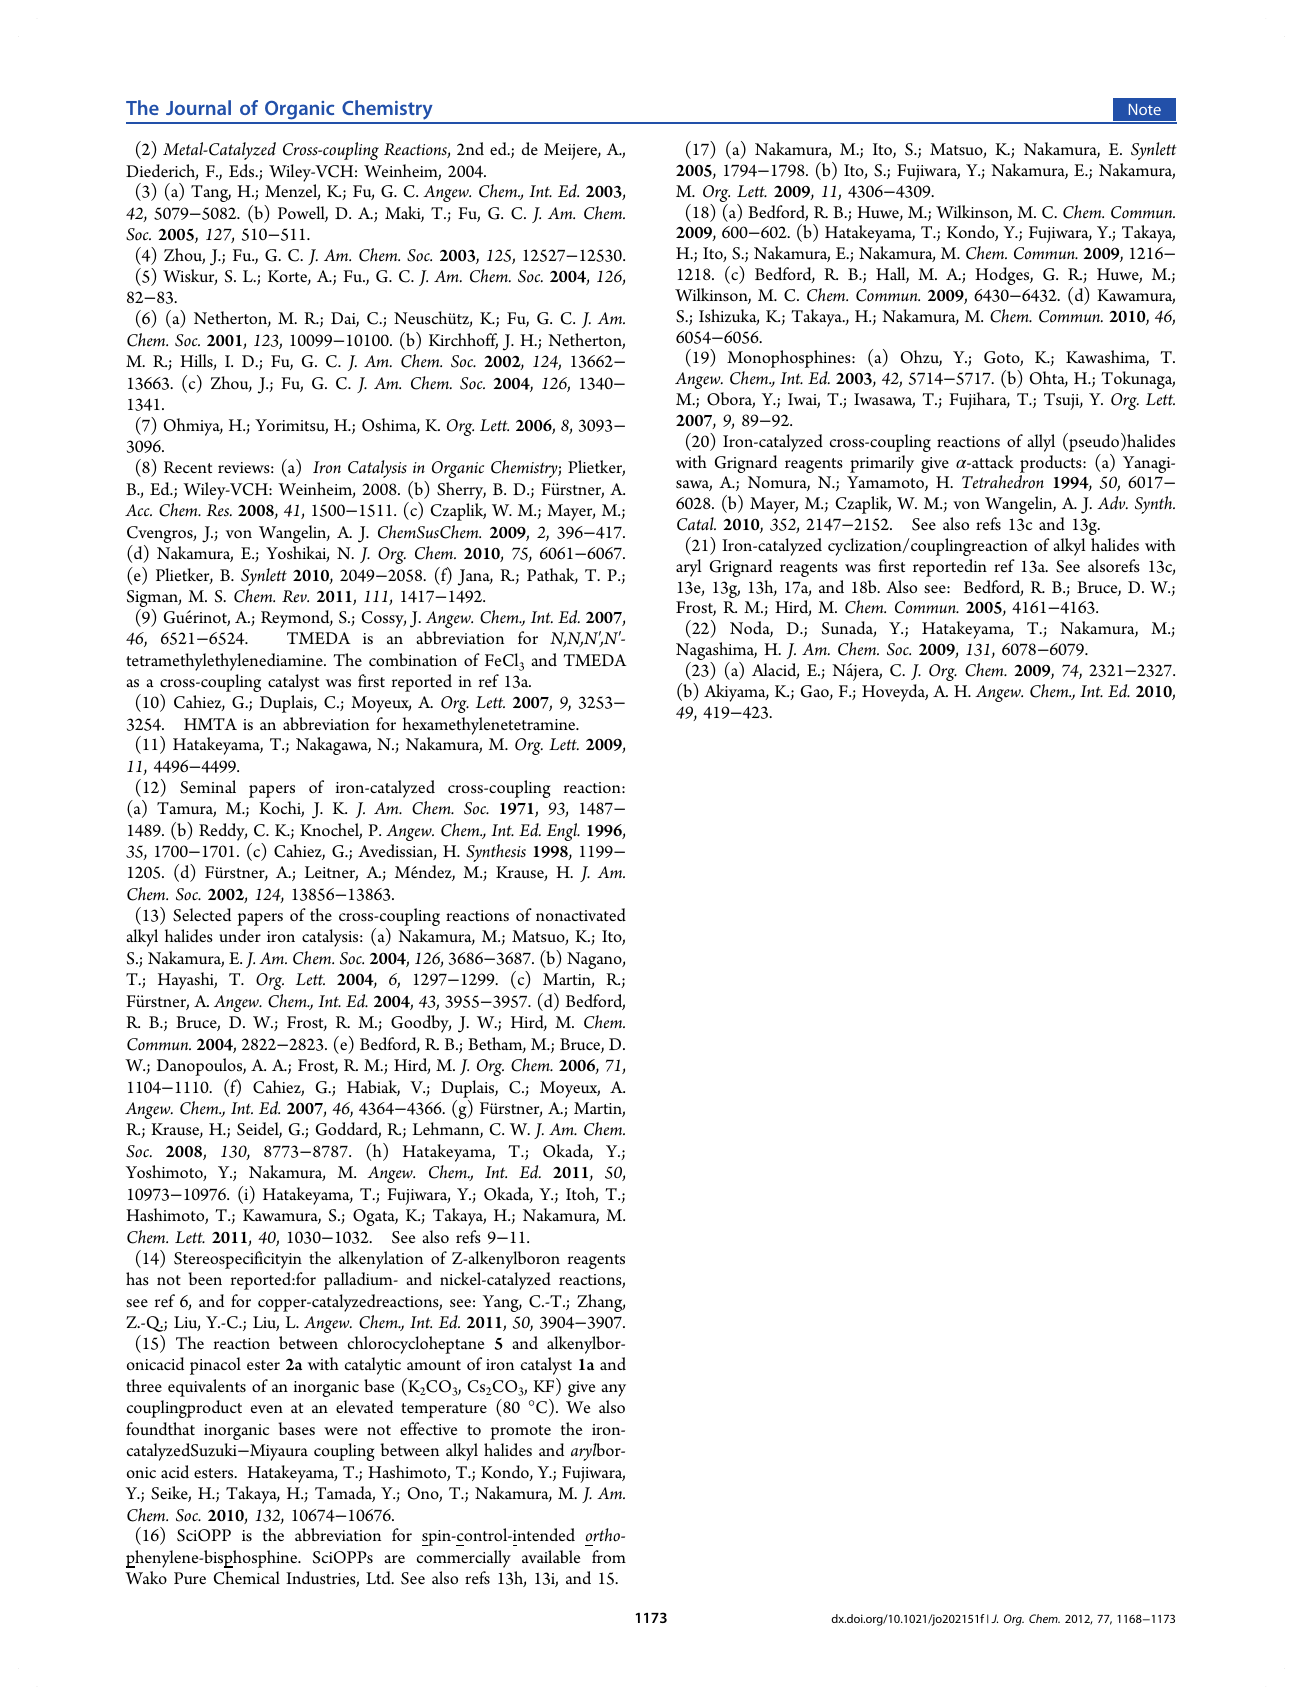 The Journal of Organic Chemistry
Note
(2) Metal-Catalyzed Cross-coupling Reactions, 2nd ed.; de Meijere, A.,
Diederich, F., Eds.; Wiley-VCH: Weinheim, 2004.
(3) (a) Tang, H.; Menzel, K.; Fu, G. C. Angew. Chem., Int. Ed. 2003,
42, 5079−5082. (b) Powell, D. A.; Maki, T.; Fu, G. C. J. Am. Chem.
Soc. 2005, 127, 510−511.
(4) Zhou, J.; Fu., G. C. J. Am. Chem. Soc. 2003, 125, 12527−12530.
(5) Wiskur, S. L.; Korte, A.; Fu., G. C. J. Am. Chem. Soc. 2004, 126,
82−83.
(6) (a) Netherton, M. R.; Dai, C.; Neuschütz, K.; Fu, G. C. J. Am.
Chem. Soc. 2001, 123, 10099−10100. (b) Kirchhoff, J. H.; Netherton,
M. R.; Hills, I. D.; Fu, G. C. J. Am. Chem. Soc. 2002, 124, 13662−
13663. (c) Zhou, J.; Fu, G. C. J. Am. Chem. Soc. 2004, 126, 1340−
1341.
(7) Ohmiya, H.; Yorimitsu, H.; Oshima, K. Org. Lett. 2006, 8, 3093−
3096.
(8) Recent reviews: (a) Iron Catalysis in Organic Chemistry; Plietker,
B., Ed.; Wiley-VCH: Weinheim, 2008. (b) Sherry, B. D.; Fürstner, A.
Acc. Chem. Res. 2008, 41, 1500−1511. (c) Czaplik, W. M.; Mayer, M.;
Cvengros, J.; von Wangelin, A. J. ChemSusChem. 2009, 2, 396−417.
(d) Nakamura, E.; Yoshikai, N. J. Org. Chem. 2010, 75, 6061−6067.
(e) Plietker, B. Synlett 2010, 2049−2058. (f) Jana, R.; Pathak, T. P.;
Sigman, M. S. Chem. Rev. 2011, 111, 1417−1492.
(9) Guérinot, A.; Reymond, S.; Cossy, J. Angew. Chem., Int. Ed. 2007,
46, 6521−6524. TMEDA is an abbreviation for N,N,N′,N′-
tetramethylethylenediamine. The combination of FeCl3 and TMEDA
as a cross-coupling catalyst was first reported in ref 13a.
(10) Cahiez, G.; Duplais, C.; Moyeux, A. Org. Lett. 2007, 9, 3253−
3254. HMTA is an abbreviation for hexamethylenetetramine.
(11) Hatakeyama, T.; Nakagawa, N.; Nakamura, M. Org. Lett. 2009,
11, 4496−4499.
(12) Seminal papers of iron-catalyzed cross-coupling reaction:
(a) Tamura, M.; Kochi, J. K. J. Am. Chem. Soc. 1971, 93, 1487−
1489. (b) Reddy, C. K.; Knochel, P. Angew. Chem., Int. Ed. Engl. 1996,
35, 1700−1701. (c) Cahiez, G.; Avedissian, H. Synthesis 1998, 1199−
1205. (d) Fürstner, A.; Leitner, A.; Méndez, M.; Krause, H. J. Am.
Chem. Soc. 2002, 124, 13856−13863.
(13) Selected papers of the cross-coupling reactions of nonactivated
alkyl halides under iron catalysis: (a) Nakamura, M.; Matsuo, K.; Ito,
S.; Nakamura, E. J. Am. Chem. Soc. 2004, 126, 3686−3687. (b) Nagano,
T.; Hayashi, T. Org. Lett. 2004, 6, 1297−1299. (c) Martin, R.;
Fürstner, A. Angew. Chem., Int. Ed. 2004, 43, 3955−3957. (d) Bedford,
R. B.; Bruce, D. W.; Frost, R. M.; Goodby, J. W.; Hird, M. Chem.
Commun. 2004, 2822−2823. (e) Bedford, R. B.; Betham, M.; Bruce, D.
W.; Danopoulos, A. A.; Frost, R. M.; Hird, M. J. Org. Chem. 2006, 71,
1104−1110. (f) Cahiez, G.; Habiak, V.; Duplais, C.; Moyeux, A.
Angew. Chem., Int. Ed. 2007, 46, 4364−4366. (g) Fürstner, A.; Martin,
R.; Krause, H.; Seidel, G.; Goddard, R.; Lehmann, C. W. J. Am. Chem.
Soc. 2008, 130, 8773−8787. (h) Hatakeyama, T.; Okada, Y.;
Yoshimoto, Y.; Nakamura, M. Angew. Chem., Int. Ed. 2011, 50,
10973−10976. (i) Hatakeyama, T.; Fujiwara, Y.; Okada, Y.; Itoh, T.;
Hashimoto, T.; Kawamura, S.; Ogata, K.; Takaya, H.; Nakamura, M.
Chem. Lett. 2011, 40, 1030−1032. See also refs 9−11.
(14) Stereospecificityin the alkenylation of Z-alkenylboron reagents
has not been reported:for palladium- and nickel-catalyzed reactions,
see ref 6, and for copper-catalyzedreactions, see: Yang, C.-T.; Zhang,
Z.-Q.; Liu, Y.-C.; Liu, L. Angew. Chem., Int. Ed. 2011, 50, 3904−3907.
(15) The reaction between chlorocycloheptane 5 and alkenylbor-
onicacid pinacol ester 2a with catalytic amount of iron catalyst 1a and
three equivalents of an inorganic base (K2CO3, Cs2CO3, KF) give any
couplingproduct even at an elevated temperature (80 °C). We also
foundthat inorganic bases were not effective to promote the iron-
catalyzedSuzuki−Miyaura coupling between alkyl halides and arylbor-
onic acid esters. Hatakeyama, T.; Hashimoto, T.; Kondo, Y.; Fujiwara,
Y.; Seike, H.; Takaya, H.; Tamada, Y.; Ono, T.; Nakamura, M. J. Am.
Chem. Soc. 2010, 132, 10674−10676.
(16) SciOPP is the abbreviation for spin-control-intended ortho-
phenylene-bisphosphine. SciOPPs are commercially available from
Wako Pure Chemical Industries, Ltd. See also refs 13h, 13i, and 15.
(17) (a) Nakamura, M.; Ito, S.; Matsuo, K.; Nakamura, E. Synlett
2005, 1794−1798. (b) Ito, S.; Fujiwara, Y.; Nakamura, E.; Nakamura,
M. Org. Lett. 2009, 11, 4306−4309.
(18) (a) Bedford, R. B.; Huwe, M.; Wilkinson, M. C. Chem. Commun.
2009, 600−602. (b) Hatakeyama, T.; Kondo, Y.; Fujiwara, Y.; Takaya,
H.; Ito, S.; Nakamura, E.; Nakamura, M. Chem. Commun. 2009, 1216−
1218. (c) Bedford, R. B.; Hall, M. A.; Hodges, G. R.; Huwe, M.;
Wilkinson, M. C. Chem. Commun. 2009, 6430−6432. (d) Kawamura,
S.; Ishizuka, K.; Takaya., H.; Nakamura, M. Chem. Commun. 2010, 46,
6054−6056.
(19) Monophosphines: (a) Ohzu, Y.; Goto, K.; Kawashima, T.
Angew. Chem., Int. Ed. 2003, 42, 5714−5717. (b) Ohta, H.; Tokunaga,
M.; Obora, Y.; Iwai, T.; Iwasawa, T.; Fujihara, T.; Tsuji, Y. Org. Lett.
2007, 9, 89−92.
(20) Iron-catalyzed cross-coupling reactions of allyl (pseudo)halides
with Grignard reagents primarily give α-attack products: (a) Yanagi-
sawa, A.; Nomura, N.; Yamamoto, H. Tetrahedron 1994, 50, 6017−
6028. (b) Mayer, M.; Czaplik, W. M.; von Wangelin, A. J. Adv. Synth.
Catal. 2010, 352, 2147−2152. See also refs 13c and 13g.
(21) Iron-catalyzed cyclization/couplingreaction of alkyl halides with
aryl Grignard reagents was first reportedin ref 13a. See alsorefs 13c,
13e, 13g, 13h, 17a, and 18b. Also see: Bedford, R. B.; Bruce, D. W.;
Frost, R. M.; Hird, M. Chem. Commun. 2005, 4161−4163.
(22) Noda, D.; Sunada, Y.; Hatakeyama, T.; Nakamura, M.;
Nagashima, H. J. Am. Chem. Soc. 2009, 131, 6078−6079.
(23) (a) Alacid, E.; Nájera, C. J. Org. Chem. 2009, 74, 2321−2327.
(b) Akiyama, K.; Gao, F.; Hoveyda, A. H. Angew. Chem., Int. Ed. 2010,
49, 419−423.
1173
dx.doi.org/10.1021/jo202151f | J. Org. Chem. 2012, 77, 1168−1173